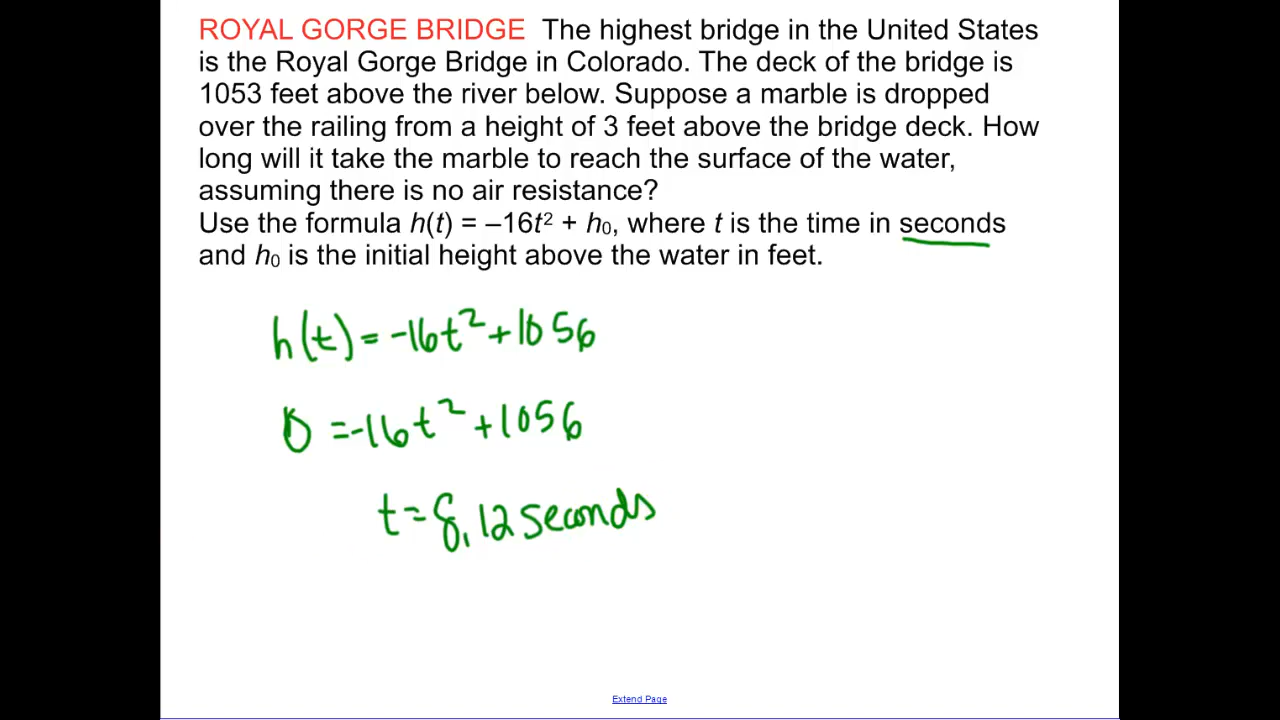 ROYAL GORGE BRIDGE The highest bridge in the United States
is the Royal Gorge Bridge in Colorado. The deck of the bridge is
1053 feet above the river below. Suppose a marble is dropped
over the railing from a height of 3 feet above the bridge deck. How
long will it take the marble to reach the surface of the water,
assuming there is no air resistance?
Use the formula h(t) = –16t² + h₀, where t is the time in seconds
and h₀ is the initial height above the water in feet.
h(t) = -16t² + 1056
0 = -16t² + 1056
t = 8.12 seconds
Extend Page